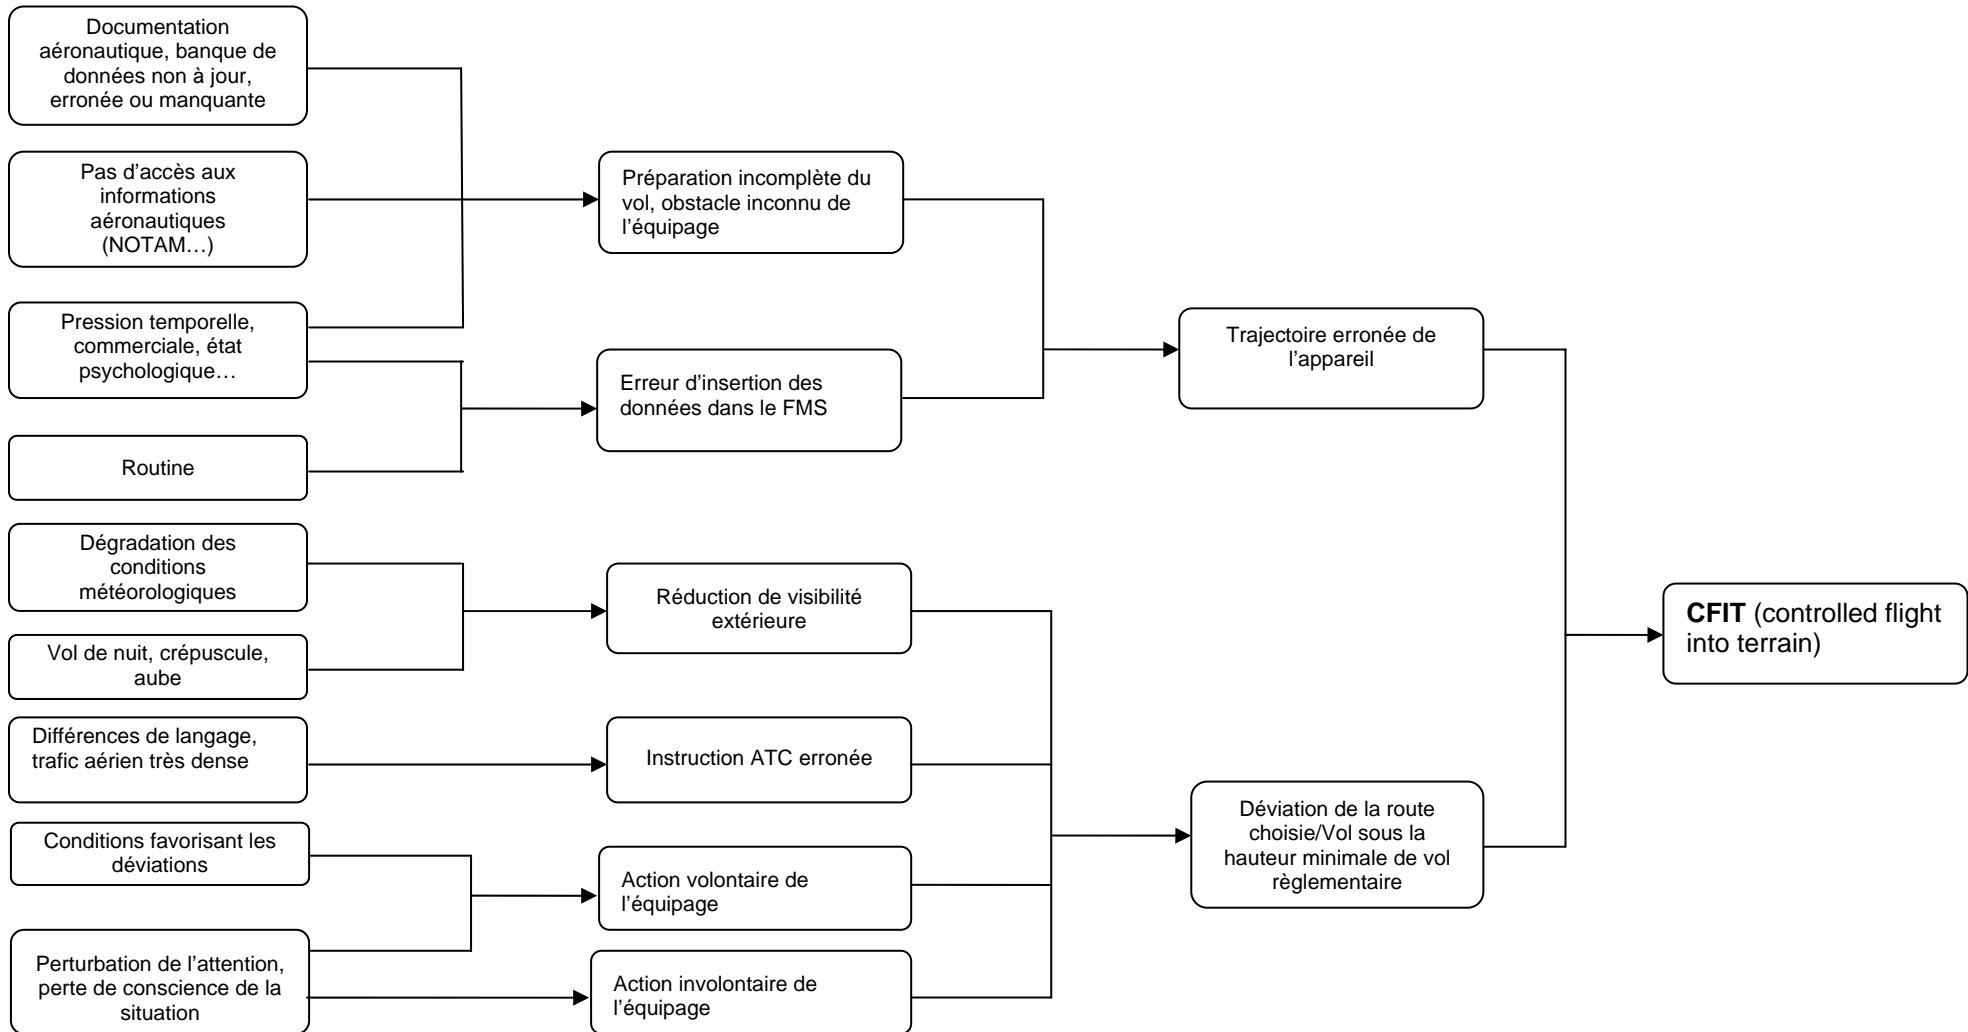 Documentation
aéronautique, banque de
données non à jour,
erronée ou manquante
Pas d’accès aux
informations
aéronautiques
(NOTAM…)
Pression temporelle,
commerciale, état
psychologique…
Routine
Dégradation des
conditions
météorologiques
Vol de nuit, crépuscule,
aube
Différences de langage,
trafic aérien très dense
Conditions favorisant les
déviations
Perturbation de l’attention,
perte de conscience de la
situation
Préparation incomplète du
vol, obstacle inconnu de
l’équipage
Erreur d’insertion des
données dans le FMS
Réduction de visibilité
extérieure
Instruction ATC erronée
Action volontaire de
l’équipage
Action involontaire de
l’équipage
Trajectoire erronée de
l’appareil
Déviation de la route
choisie/Vol sous la
hauteur minimale de vol
règlementaire
CFIT (controlled flight
into terrain)